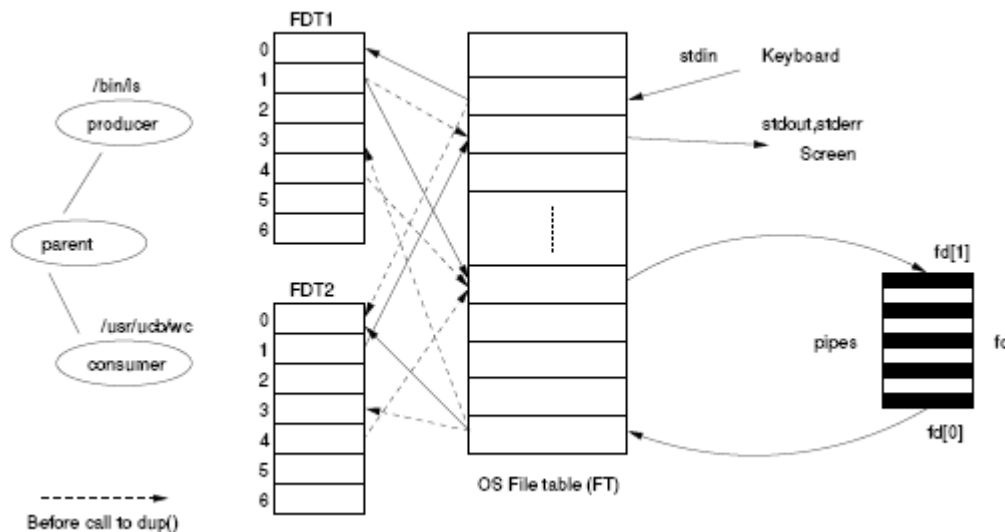 FDT1
0
1
2
3
4
5
6
/bin/ls
producer
parent
/usr/ucb/wc
consumer
FDT2
0
1
2
3
4
5
6
Before call to dup()
OS File table (FT)
stdin Keyboard
stdout,stderr
Screen
fd[1]
pipes
fd[0]